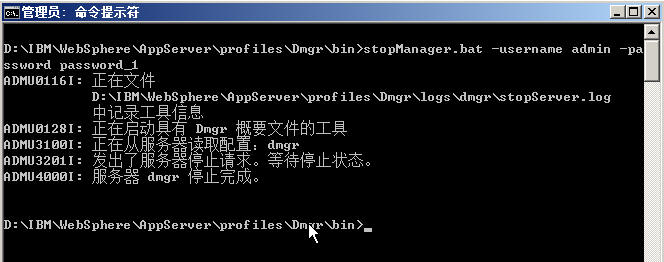 管理员: 命令提示符
D:\IBM\WebSphere\AppServer\profiles\Dmgr\bin>stopManager.bat -username admin -pa
ssword password_1
ADMU0116I: 正在文件
D:\IBM\WebSphere\AppServer\profiles\Dmgr\logs\dmgr\stopServer.log
中记录工具信息
ADMU0128I: 正在启动具有 Dmgr 概要文件的工具
ADMU3100I: 正在从服务器读取配置: dmgr
ADMU3201I: 发出了服务器停止请求。等待停止状态。
ADMU4000I: 服务器 dmgr 停止完成。
D:\IBM\WebSphere\AppServer\profiles\Dmgr\bin>_